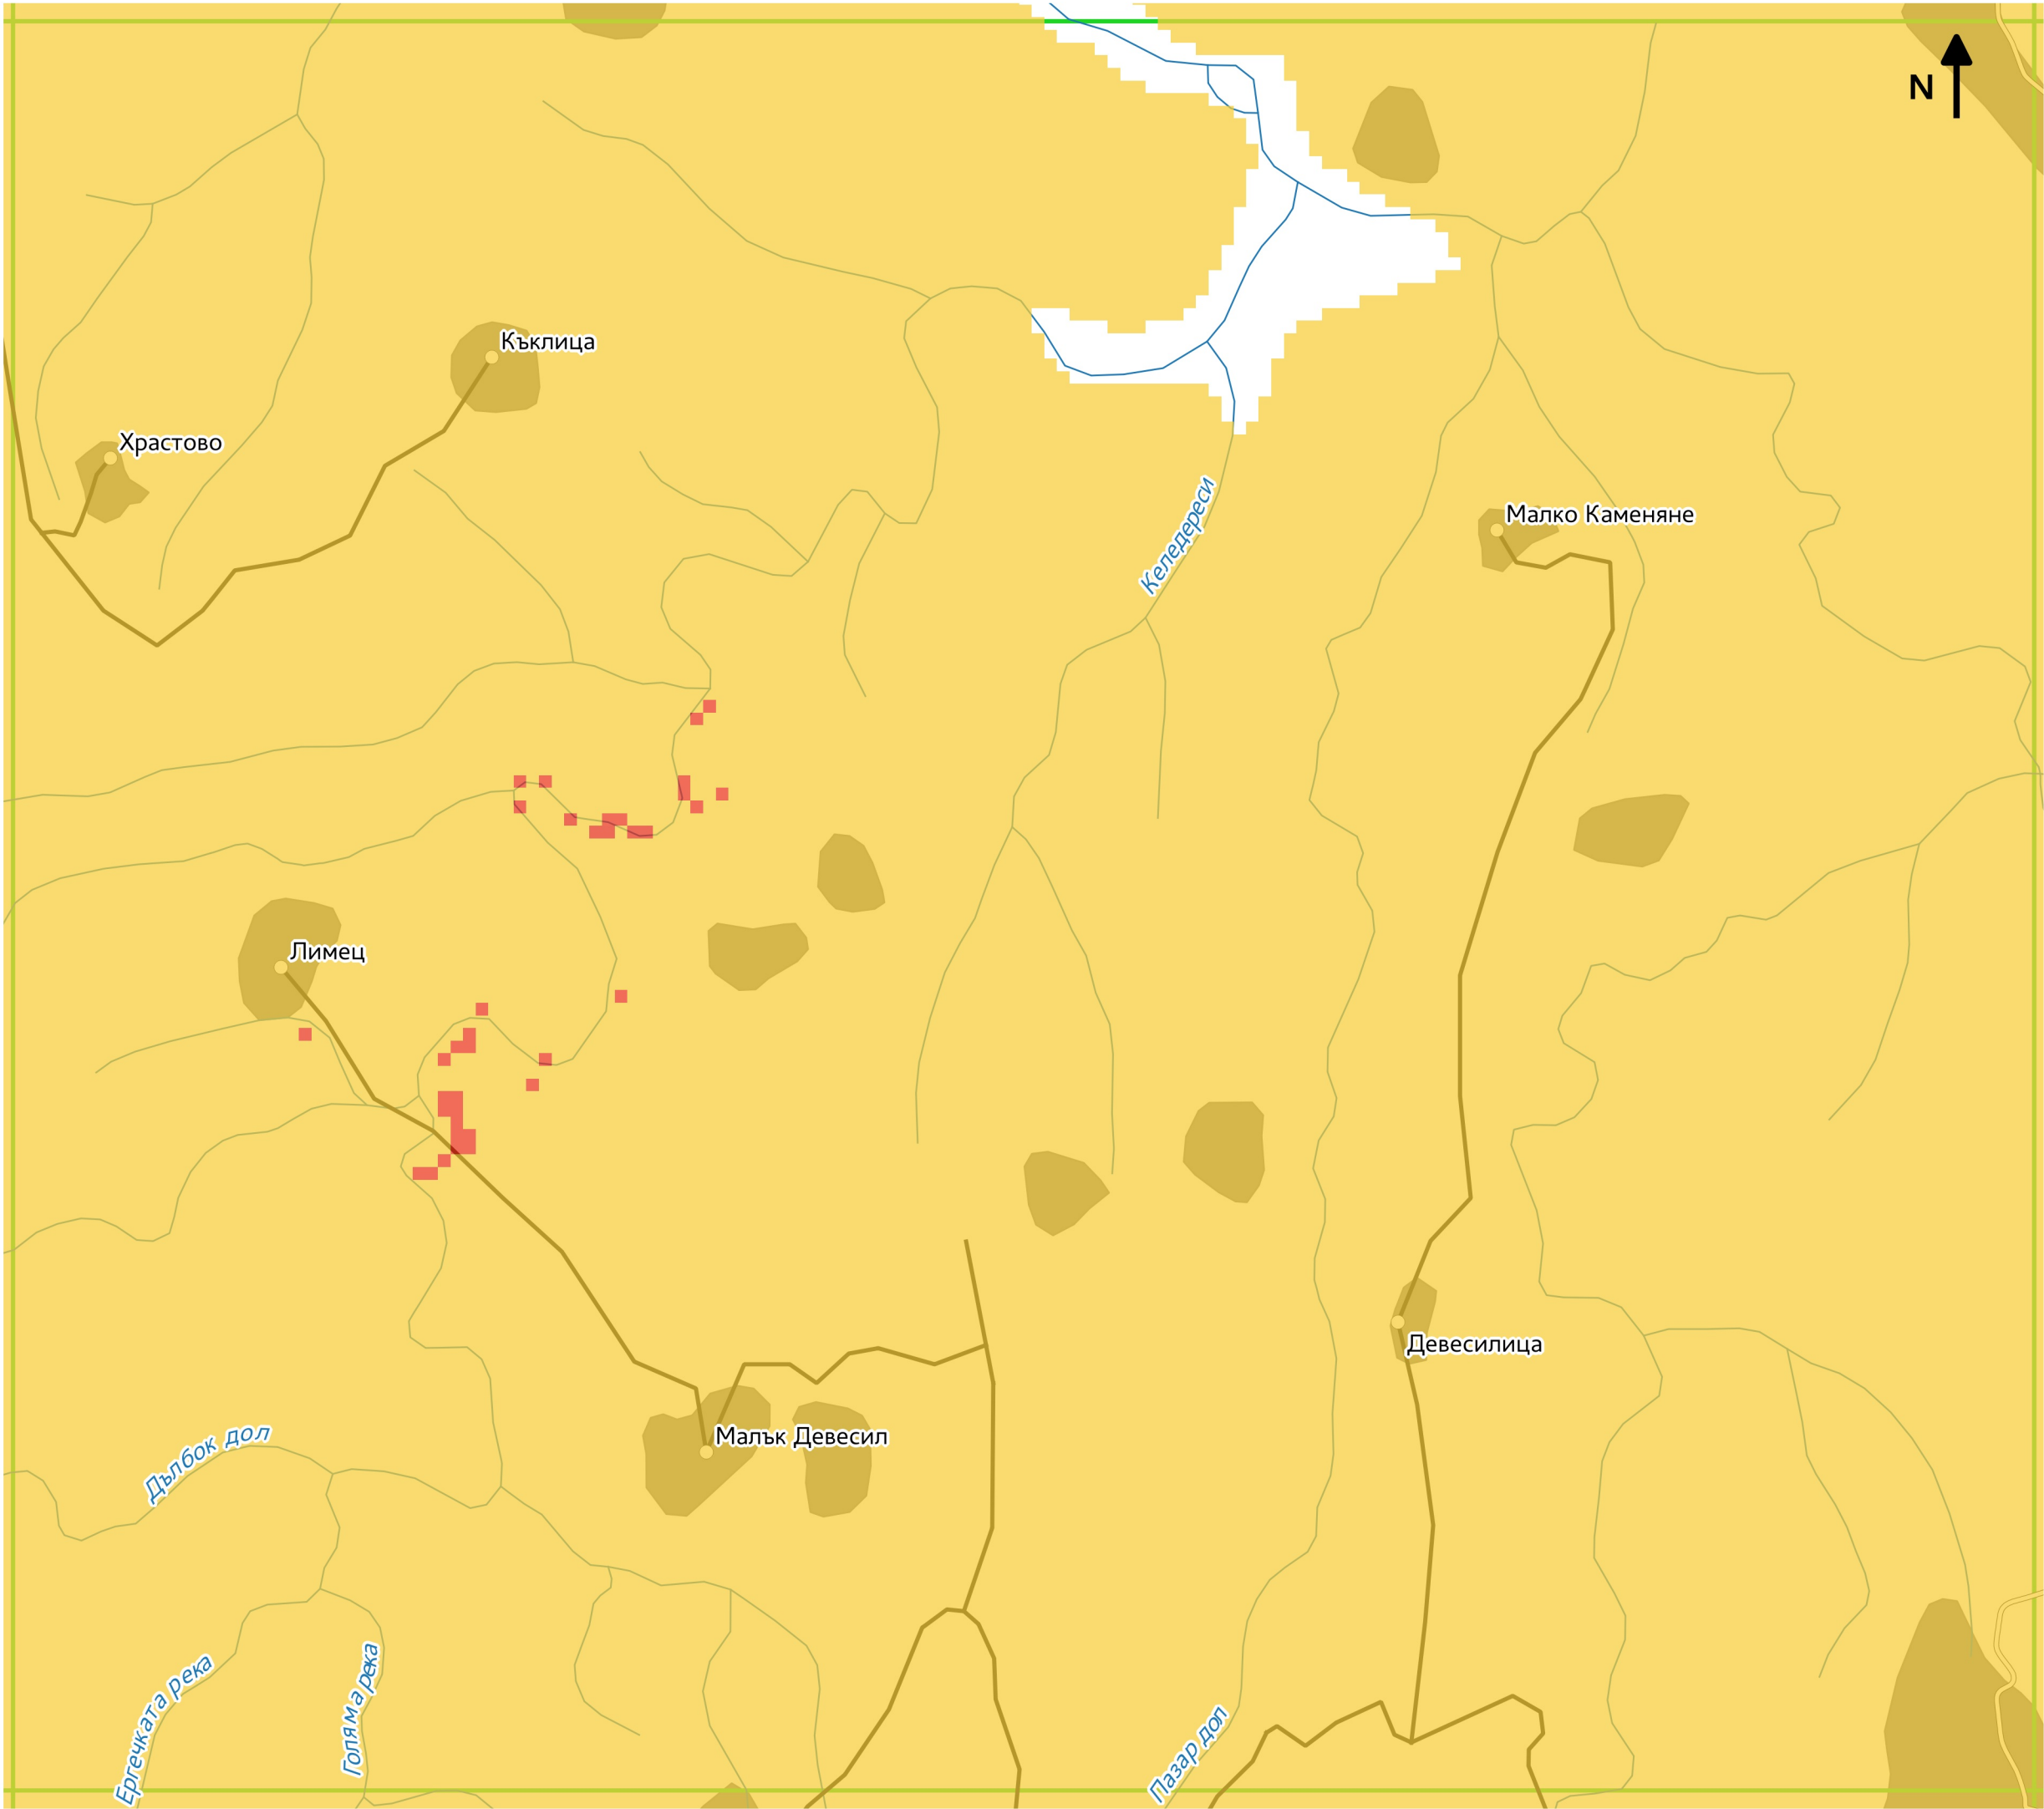 N
Къклица
Храстово
Келедереси
Малко Каменяне
Лимец
Девесилица
Малък Девесил
Дълбок дол
Ергечката река
Голяма река
Пазар дол